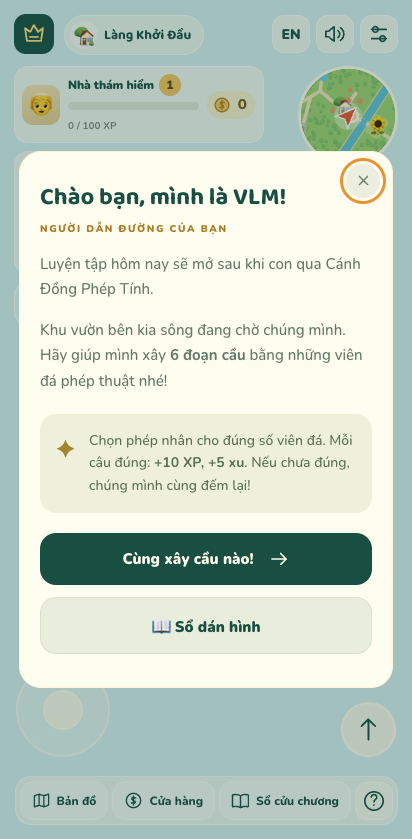 Làng Khởi Đầu
EN
Nhà thám hiểm 1
0
0 / 100 XP
Chào bạn, mình là VLM!
NGƯỜI DẪN ĐƯỜNG CỦA BẠN
Luyện tập hôm nay sẽ mở sau khi con qua Cánh
Đồng Phép Tính.
Khu vườn bên kia sông đang chờ chúng mình.
Hãy giúp mình xây 6 đoạn cầu bằng những viên
đá phép thuật nhé!
Chọn phép nhân cho đúng số viên đá. Mỗi
câu đúng: +10 XP, +5 xu. Nếu chưa đúng,
chúng mình cùng đếm lại!
Cùng xây cầu nào!
Sổ dán hình
Bản đồ
Cửa hàng
Sổ cửu chương